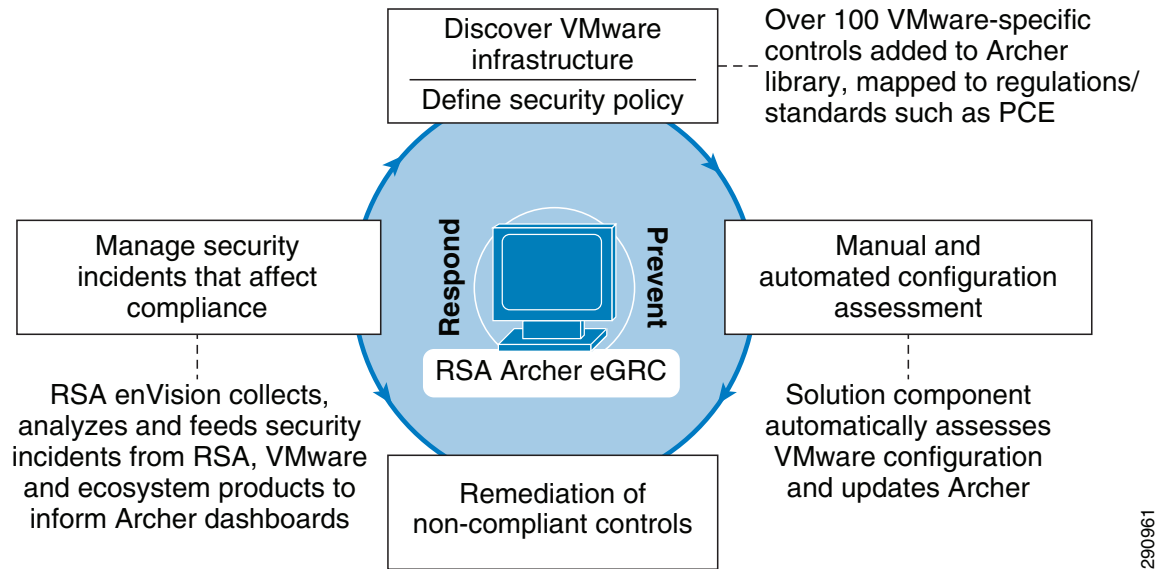 Discover VMware
infrastructure
Define security policy
Over 100 VMware-specific
controls added to Archer
library, mapped to regulations/
standards such as PCE
Manage security
incidents that affect
compliance
Respond
Prevent
RSA Archer eGRC
Manual and
automated configuration
assessment
RSA enVision collects,
analyzes and feeds security
incidents from RSA, VMware
and ecosystem products to
inform Archer dashboards
Remediation of
non-compliant controls
Solution component
automatically assesses
VMware configuration
and updates Archer
290961